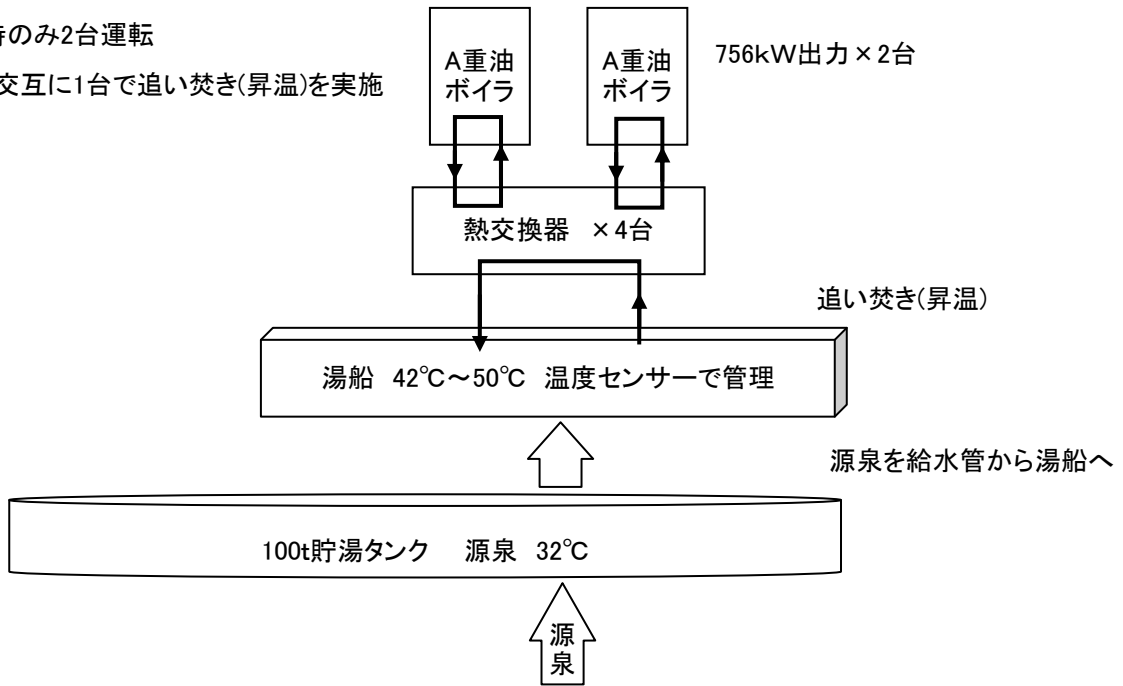 時のみ2台運転
交互に1台で追い焚き(昇温)を実施
A重油
ボイラ
A重油
ボイラ
756kW出力×2台
熱交換器 ×4台
追い焚き(昇温)
湯船 42℃～50℃ 温度センサーで管理
源泉を給水管から湯船へ
100t貯湯タンク 源泉 32℃
源
泉